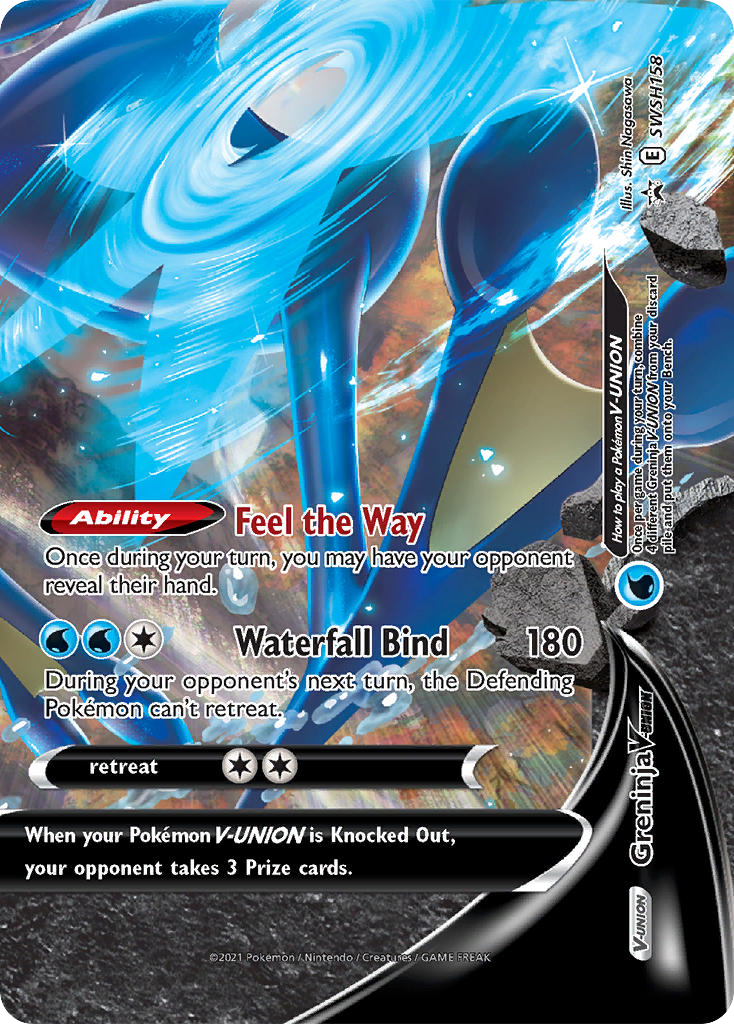 Illus. Shin Nagasawa
E SWSH158
How to play a Pokémon V-UNION
Once per game during your turn, combine
4 different Greninja V-UNION from your discard
pile and put them onto your Bench.
Ability Feel the Way
Once during your turn, you may have your opponent
reveal their hand.
Waterfall Bind 180
During your opponent's next turn, the Defending
Pokémon can't retreat.
retreat
When your Pokémon V-UNION is Knocked Out,
your opponent takes 3 Prize cards.
V-UNION Greninja V-UNION
©2021 Pokémon / Nintendo / Creatures / GAME FREAK